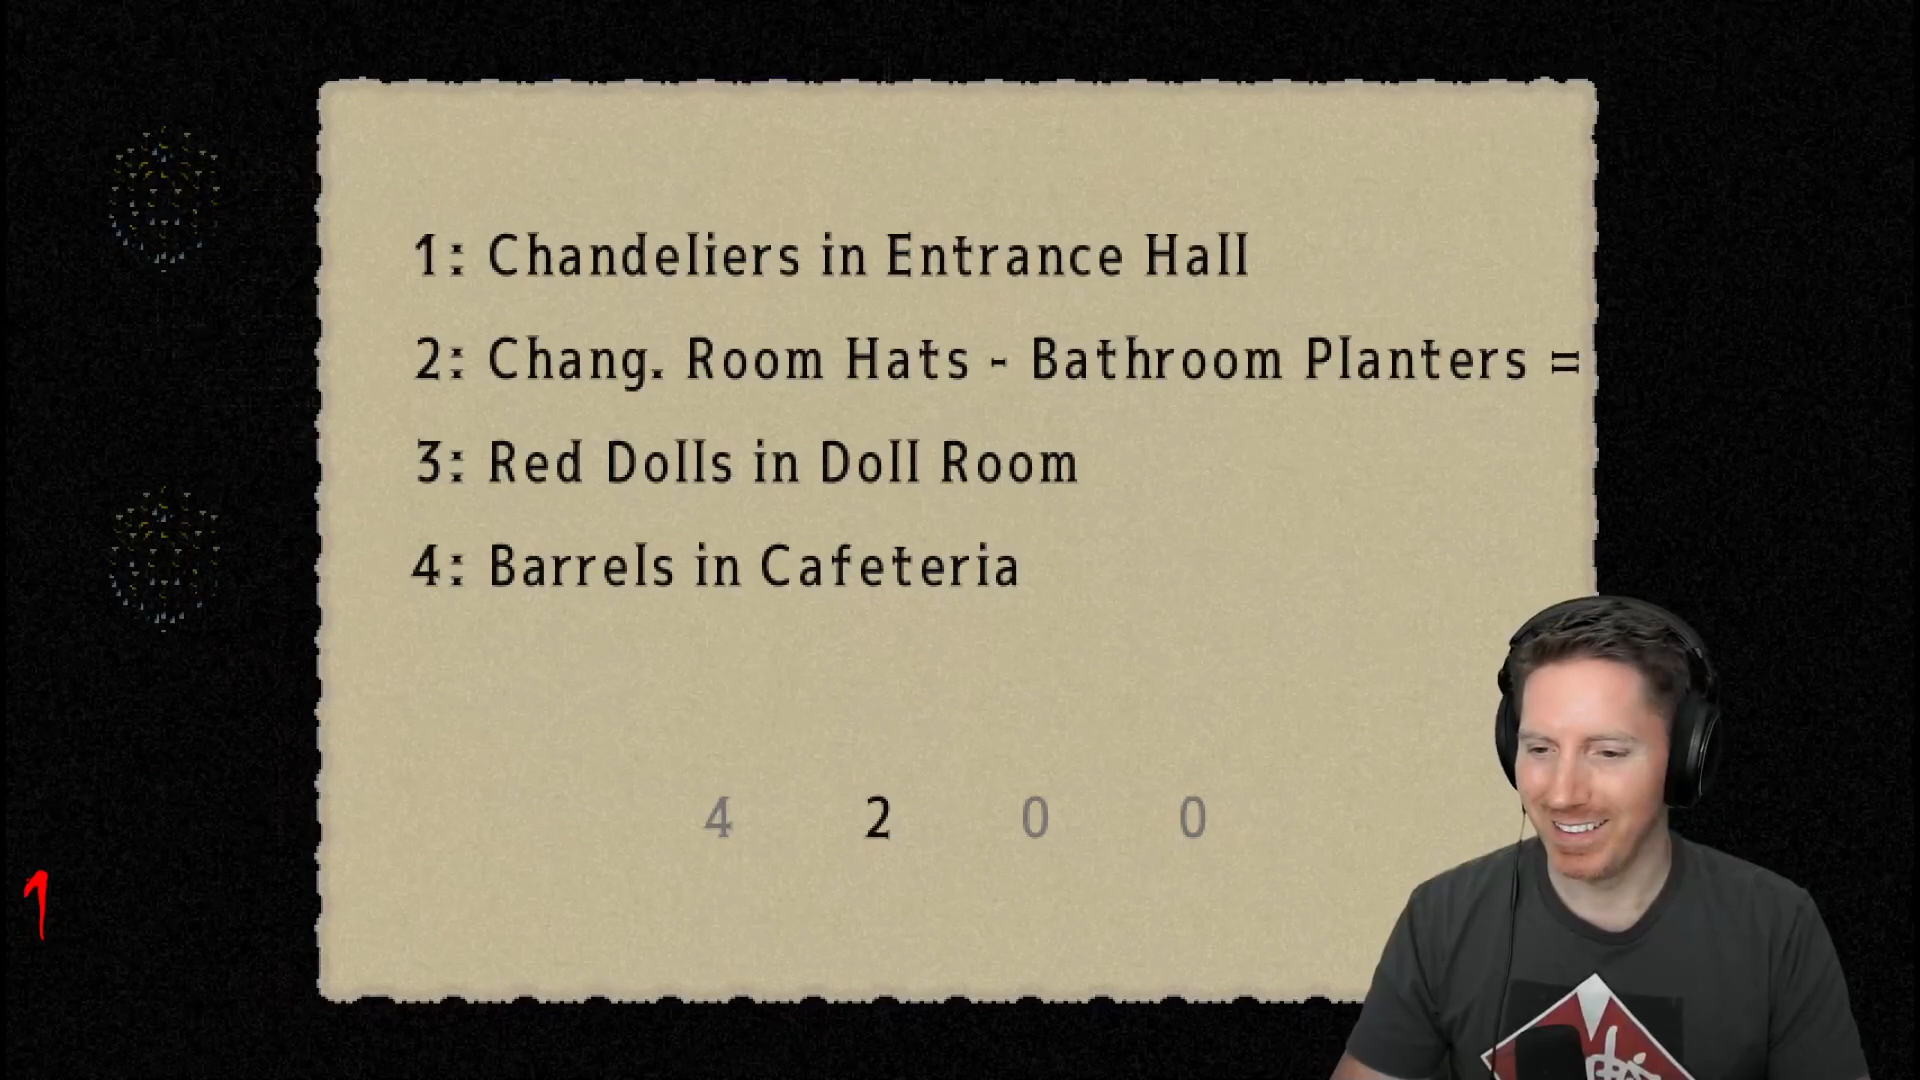 1: Chandeliers in Entrance Hall
2: Chang. Room Hats - Bathroom Planters =
3: Red Dolls in Doll Room
4: Barrels in Cafeteria
4 2 0 0
1